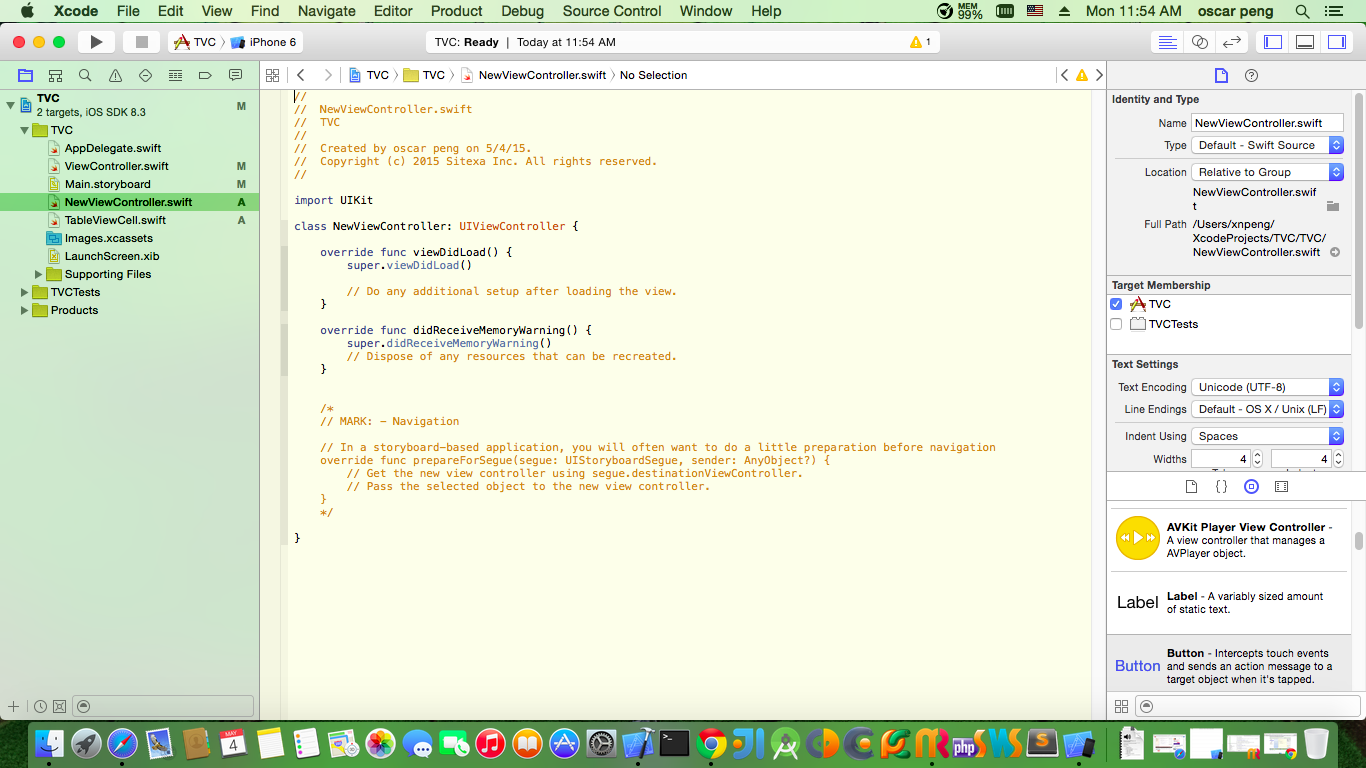 Xcode File Edit View Find Navigate Editor Product Debug Source Control Window Help MEM 99% Mon 11:54 AM oscar peng
TVC iPhone 6 TVC: Ready | Today at 11:54 AM 1
TVC TVC NewViewController.swift No Selection
TVC
2 targets, iOS SDK 8.3 M
TVC
AppDelegate.swift
ViewController.swift M
Main.storyboard M
NewViewController.swift A
TableViewCell.swift A
Images.xcassets
LaunchScreen.xib
Supporting Files
TVCTests
Products
//
// NewViewController.swift
// TVC
//
// Created by oscar peng on 5/4/15.
// Copyright (c) 2015 Sitexa Inc. All rights reserved.
//
import UIKit
class NewViewController: UIViewController {
override func viewDidLoad() {
super.viewDidLoad()
// Do any additional setup after loading the view.
}
override func didReceiveMemoryWarning() {
super.didReceiveMemoryWarning()
// Dispose of any resources that can be recreated.
}
/*
// MARK: - Navigation
// In a storyboard-based application, you will often want to do a little preparation before navigation
override func prepareForSegue(segue: UIStoryboardSegue, sender: AnyObject?) {
// Get the new view controller using segue.destinationViewController.
// Pass the selected object to the new view controller.
}
*/
}
Identity and Type
Name NewViewController.swift
Type Default - Swift Source
Location Relative to Group
NewViewController.swif
t
Full Path /Users/xnpeng/
XcodeProjects/TVC/TVC/
NewViewController.swift
Target Membership
TVC
TVCTests
Text Settings
Text Encoding Unicode (UTF-8)
Line Endings Default - OS X / Unix (LF)
Indent Using Spaces
Widths 4 4
{ }
AVKit Player View Controller -
A view controller that manages a
AVPlayer object.
Label Label - A variably sized amount
of static text.
Button Button - Intercepts touch events
and sends an action message to a
target object when it's tapped.
MAY
4
php